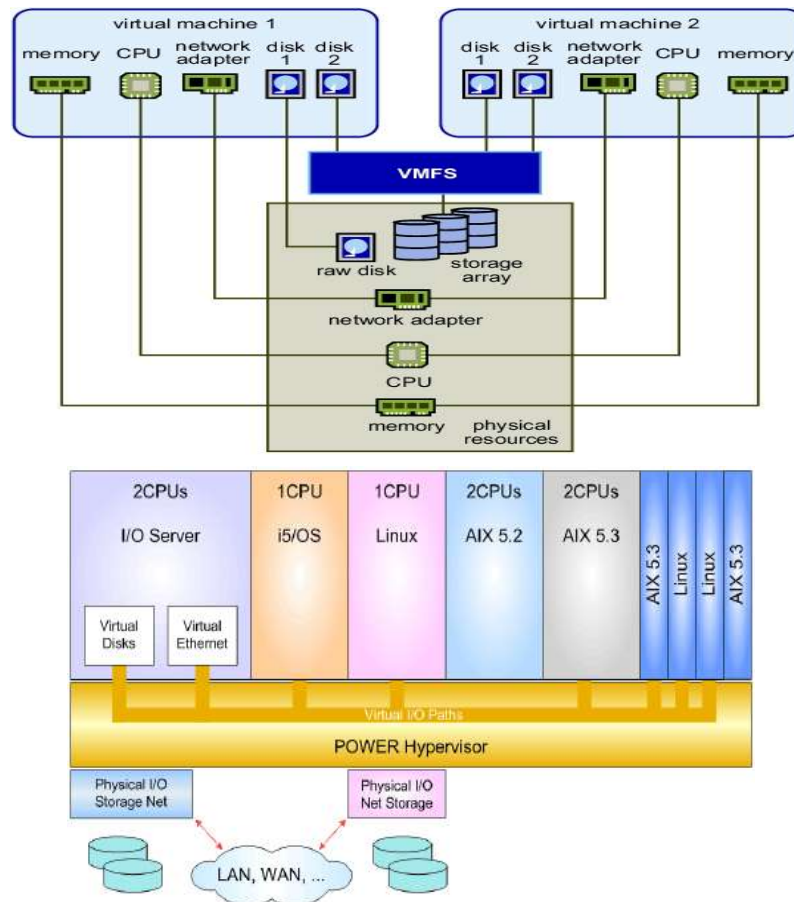 virtual machine 1
virtual machine 2
memory
CPU
network
adapter
disk
1
disk
2
disk
1
disk
2
network
adapter
CPU
memory
VMFS
raw disk
storage
array
network adapter
CPU
memory
physical
resources
2CPUs
I/O Server
1CPU
i5/OS
1CPU
Linux
2CPUs
AIX 5.2
2CPUs
AIX 5.3
AIX 5.3
Linux
Linux
AIX 5.3
Virtual
Disks
Virtual
Ethernet
Virtual I/O Paths
POWER Hypervisor
Physical I/O
Storage Net
Physical I/O
Net Storage
LAN, WAN, ...